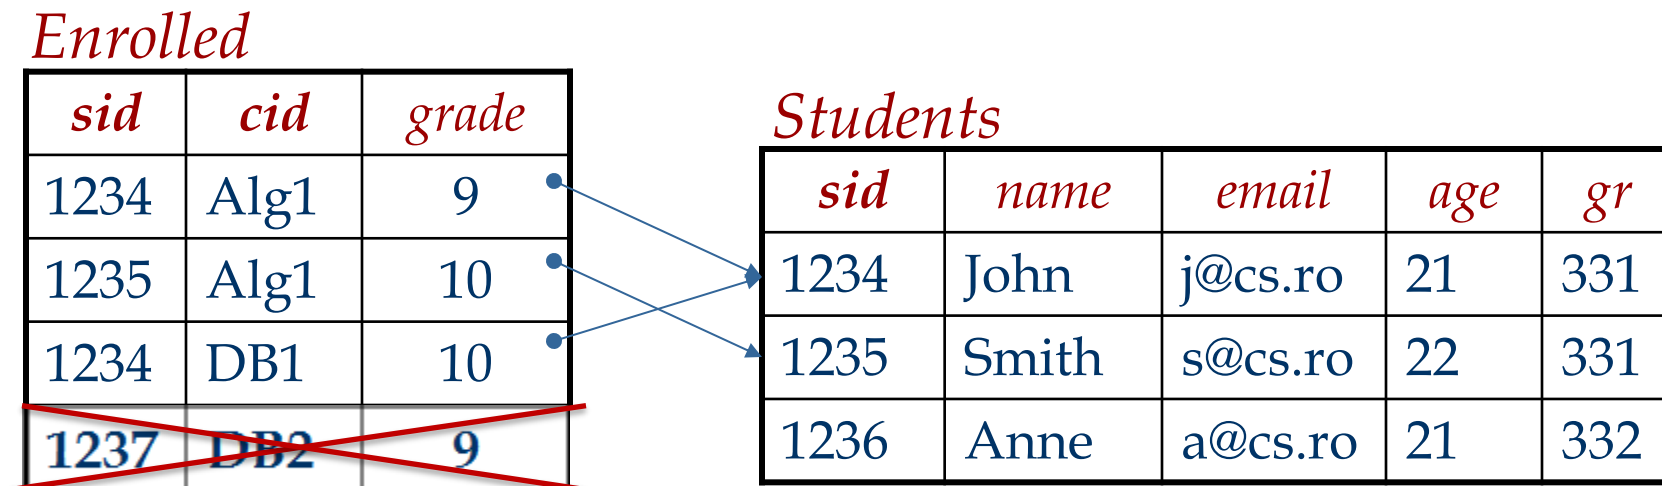 Enrolled
sid cid grade
1234 Alg1 9
1235 Alg1 10
1234 DB1 10
1237 DB2 9
Students
sid name email age gr
1234 John j@cs.ro 21 331
1235 Smith s@cs.ro 22 331
1236 Anne a@cs.ro 21 332